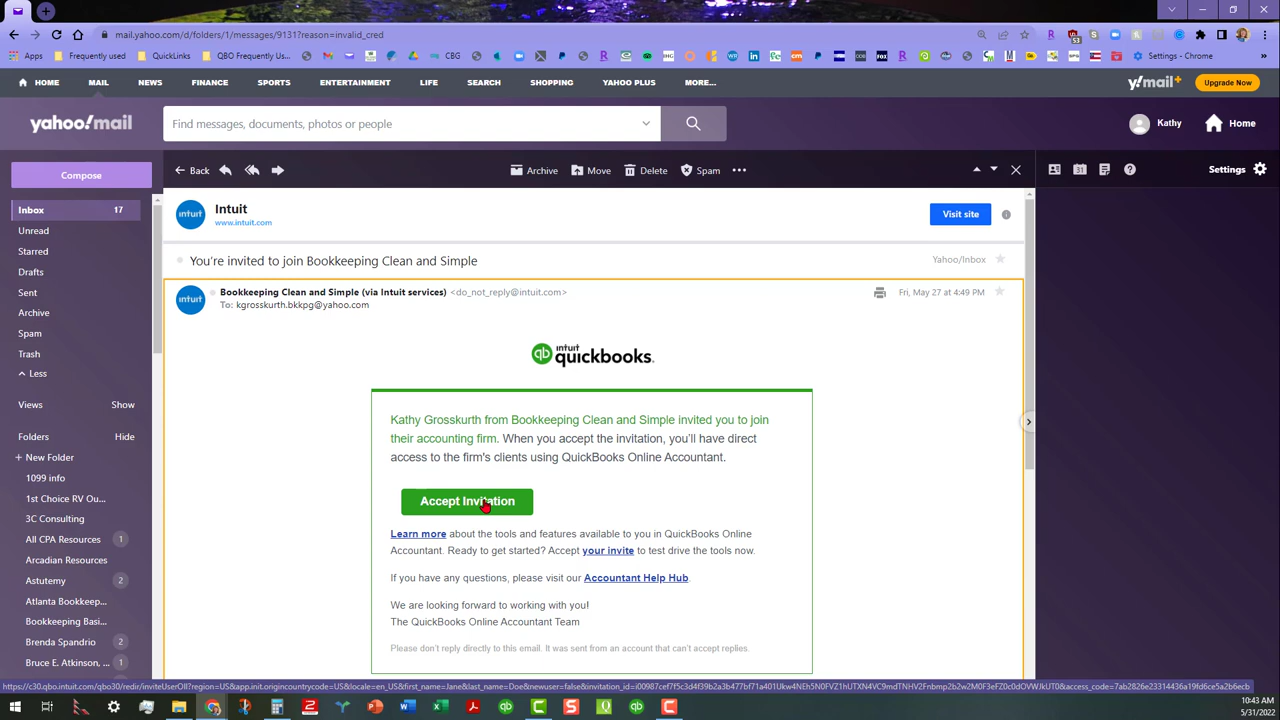 mail.yahoo.com/d/folders/1/messages/9131?reason=invalid_cred
53
Apps
Frequently used
QuickLinks
QBO Frequently us...
CBG
Settings - Chrome
HOME
MAIL
NEWS
FINANCE
SPORTS
ENTERTAINMENT
LIFE
SEARCH
SHOPPING
YAHOO PLUS
MORE...
y!mail+
Upgrade Now
yahoo!mail
Find messages, documents, photos or people
Kathy
Home
Compose
Back
Archive
Move
Delete
Spam
•••
31
Settings
Inbox 17
Unread
Starred
Drafts
Sent
Archive
Spam
Trash
Less
Views Show
Folders Hide
+ New Folder
1099 info
1st Choice RV Ou...
3C Consulting
All CPA Resources 1
Arcadian Resources
Astutemy 2
Atlanta Bookkeep...
Bookkeeping Basi...
Brenda Spandrio 2
Bruce E. Atkinson, ... 1
intuit
Intuit
www.intuit.com
Visit site
You're invited to join Bookkeeping Clean and Simple
Yahoo/Inbox
intuit
Bookkeeping Clean and Simple (via Intuit services) <do_not_reply@intuit.com>
Fri, May 27 at 4:49 PM
To: kgrosskurth.bkkpg@yahoo.com
qb intuit quickbooks.
Kathy Grosskurth from Bookkeeping Clean and Simple invited you to join
their accounting firm. When you accept the invitation, you'll have direct
access to the firm's clients using QuickBooks Online Accountant.
Accept Invitation
Learn more about the tools and features available to you in QuickBooks Online
Accountant. Ready to get started? Accept your invite to test drive the tools now.
If you have any questions, please visit our Accountant Help Hub.
We are looking forward to working with you!
The QuickBooks Online Accountant Team
Please don't reply directly to this email. It was sent from an account that can't accept replies.
10:43 AM
5/31/2022